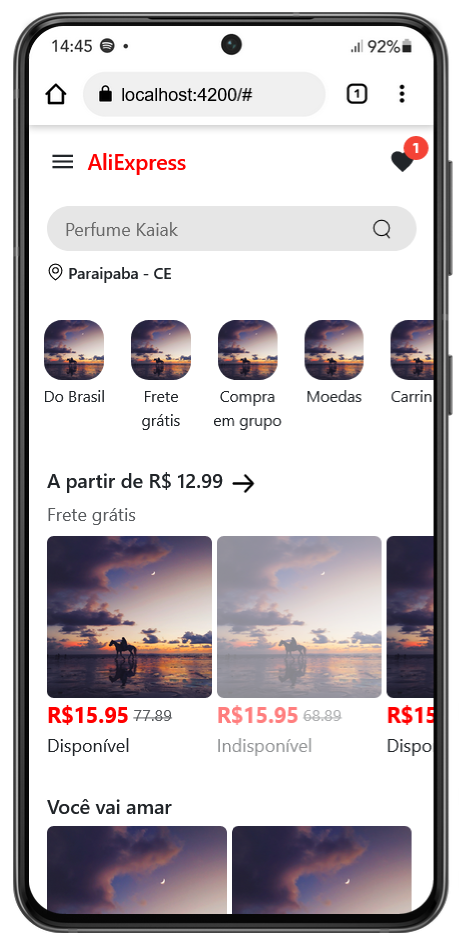 14:45 92%
localhost:4200/# 1
AliExpress 1
Perfume Kaiak
Paraipaba - CE
Do Brasil Frete Compra Moedas Carrin
grátis em grupo
A partir de R$ 12.99
Frete grátis
R$15.95 77.89 R$15.95 68.89 R$15
Disponível Indisponível Dispo
Você vai amar